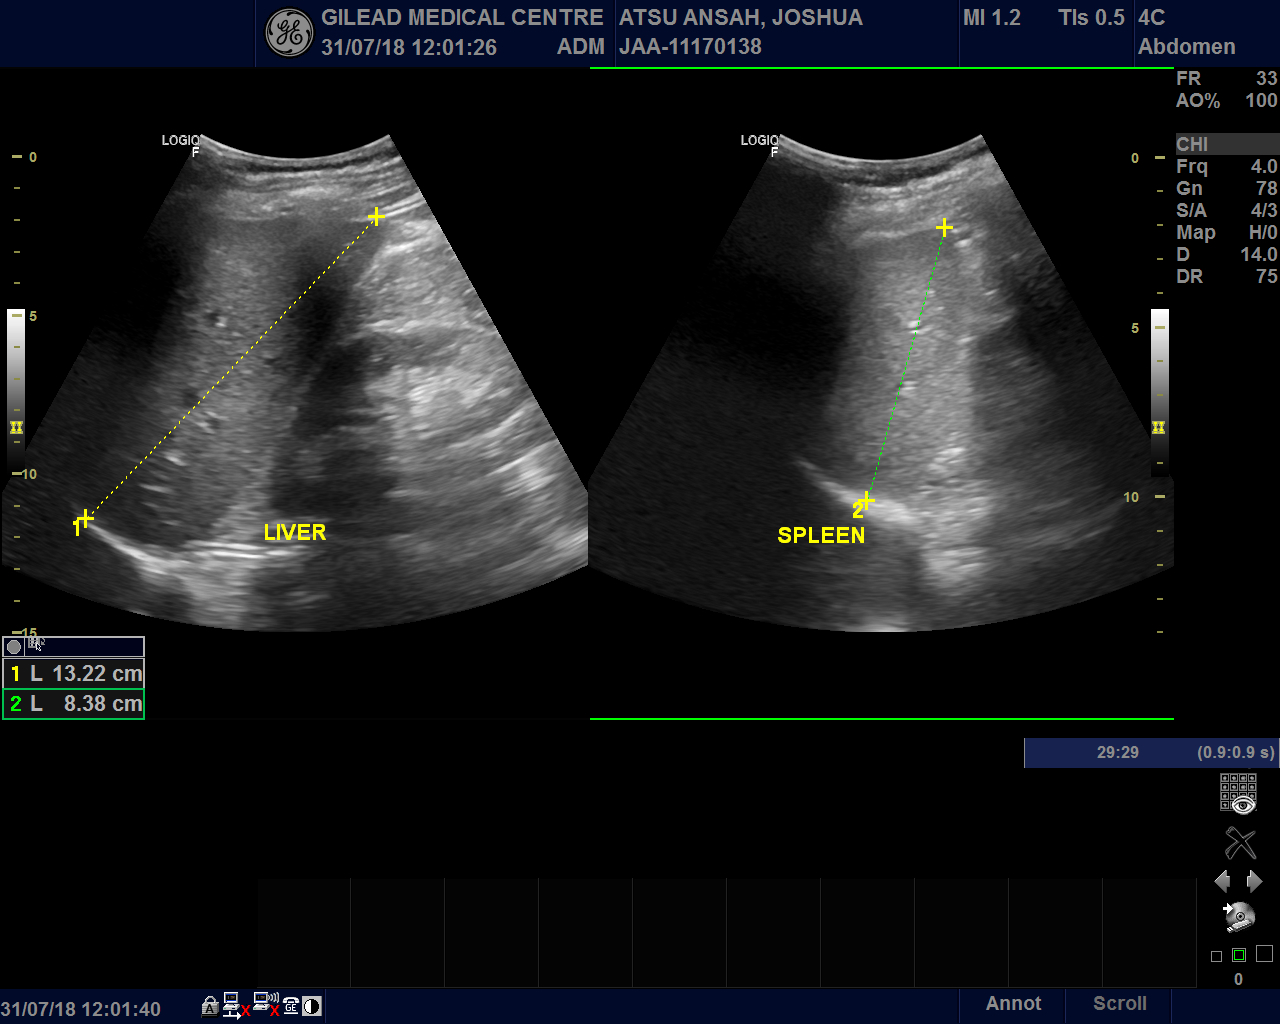 GILEAD MEDICAL CENTRE
31/07/18 12:01:26 ADM
ATSU ANSAH, JOSHUA
JAA-11170138
MI 1.2 TIs 0.5
4C
Abdomen
FR 33
AO% 100
CHI
Frq 4.0
Gn 78
S/A 4/3
Map H/0
D 14.0
DR 75
LOGIQ
F
0
5
10
15
1
LIVER
LOGIQ
F
0
5
10
2
SPLEEN
1 L 13.22 cm
2 L 8.38 cm
29:29 (0.9:0.9 s)
0
31/07/18 12:01:40
A
GE
Annot
Scroll